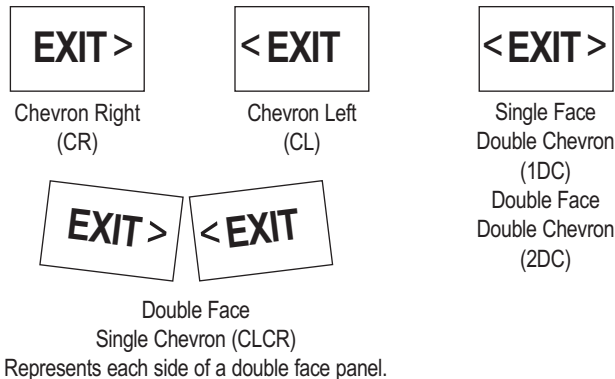 EXIT >
Chevron Right
(CR)
< EXIT
Chevron Left
(CL)
< EXIT >
Single Face
Double Chevron
(1DC)
Double Face
Double Chevron
(2DC)
EXIT >
< EXIT
Double Face
Single Chevron (CLCR)
Represents each side of a double face panel.